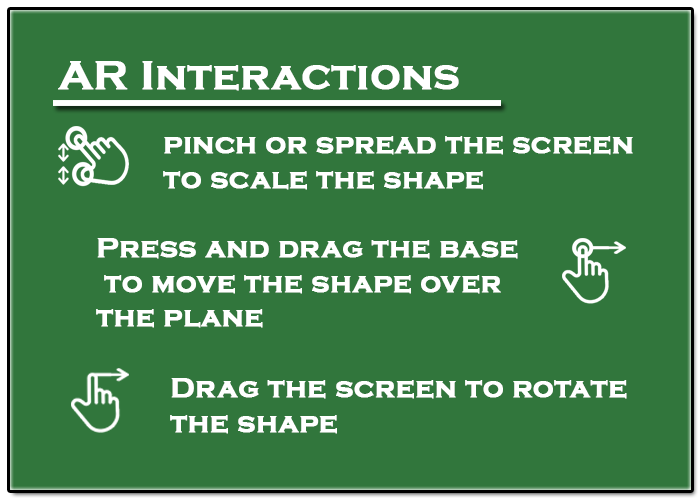 AR Interactions
pinch or spread the screen
to scale the shape
Press and drag the base
to move the shape over
the plane
Drag the screen to rotate
the shape